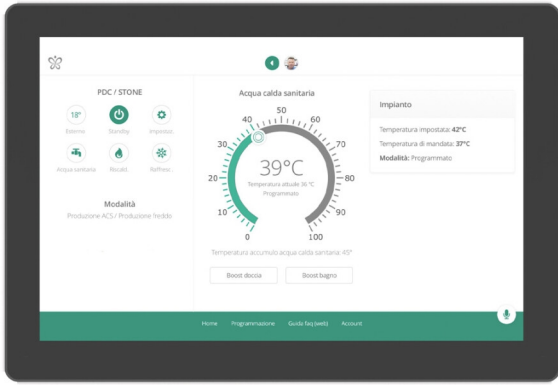 PDC / STONE
18°
Esterno
Standby
Impostaz.
Acqua sanitaria
Riscald.
Raffresc.
Modalità
Produzione ACS / Produzione freddo
Acqua calda sanitaria
0
10
20
30
40
50
60
70
80
90
100
39°C
Temperatura attuale 36 °C
Programmato
Temperatura accumulo acqua calda sanitaria: 49°
Boost doccia
Boost bagno
Impianto
Temperatura impostata: 42°C
Temperatura di mandata: 37°C
Modalità: Programmato
Home
Programmazione
Guida faq (web)
Account